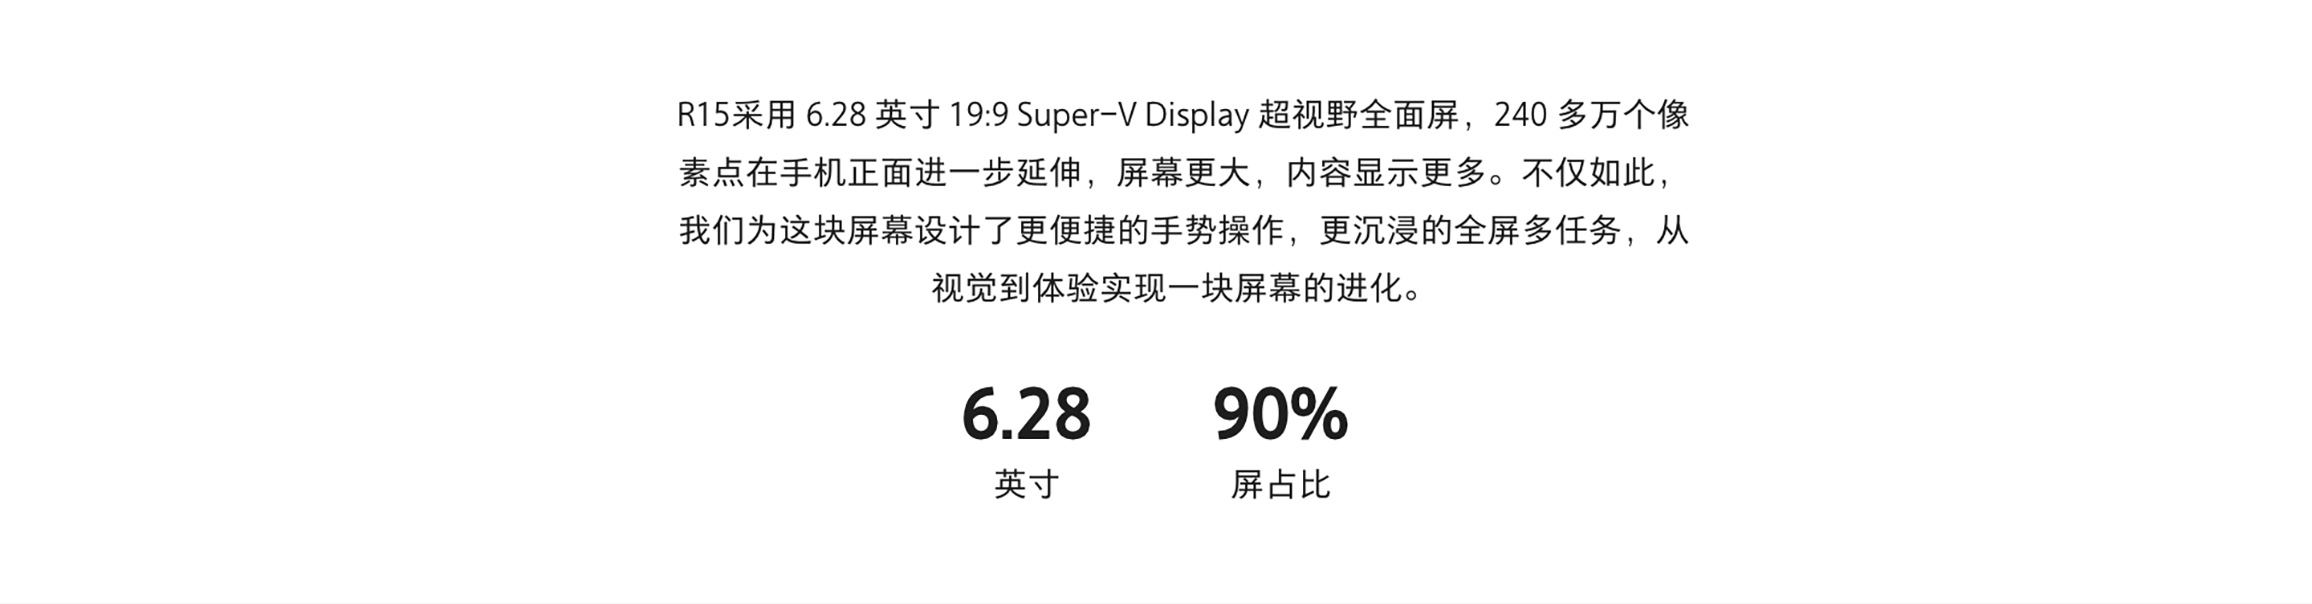 R15采用 6.28 英寸 19:9 Super-V Display 超视野全面屏，240 多万个像
素点在手机正面进一步延伸，屏幕更大，内容显示更多。不仅如此，
我们为这块屏幕设计了更便捷的手势操作，更沉浸的全屏多任务，从
视觉到体验实现一块屏幕的进化。
6.28 90%
英寸 屏占比